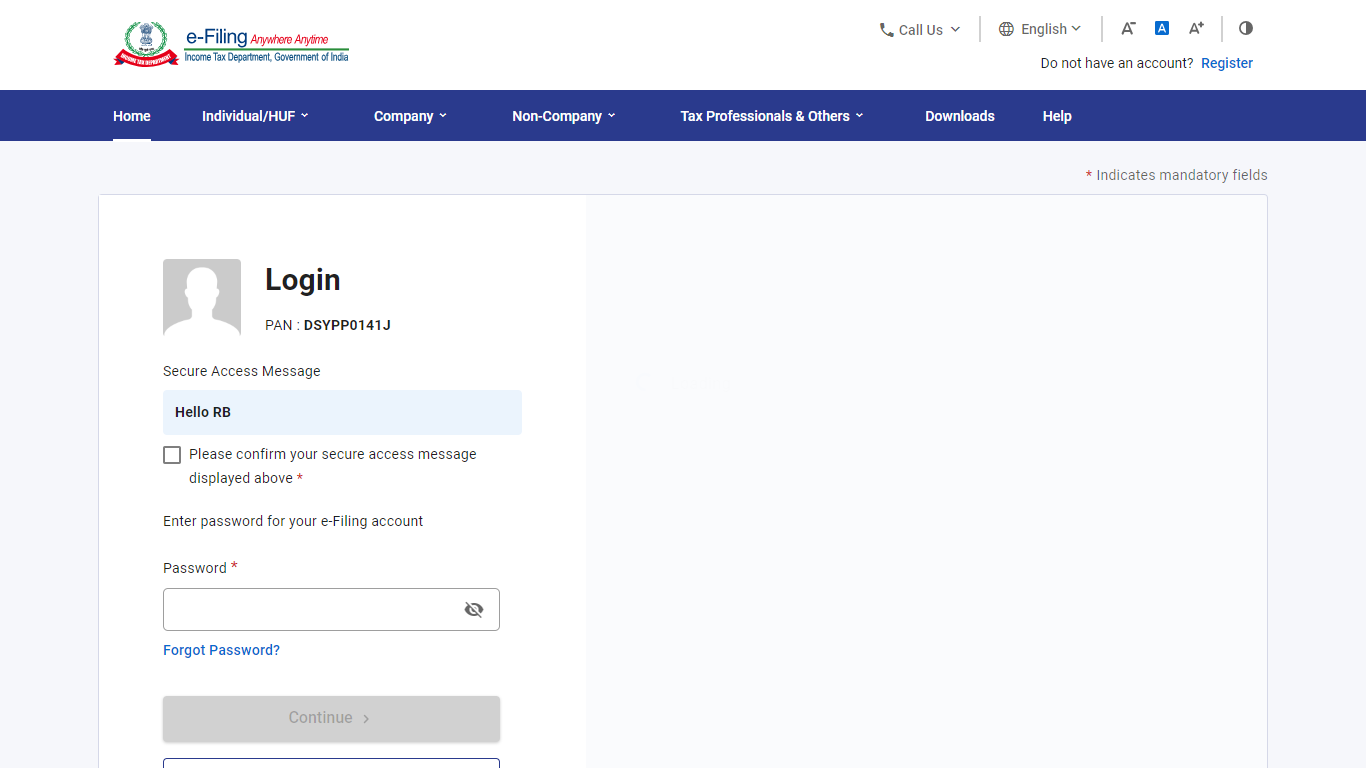 e-Filing Anywhere Anytime
Income Tax Department, Government of India
INCOME TAX DEPARTMENT
Call Us
English
A-
A
A+
Do not have an account? Register
Home
Individual/HUF
Company
Non-Company
Tax Professionals & Others
Downloads
Help
* Indicates mandatory fields
Login
PAN : DSYPP0141J
Secure Access Message
Hello RB
Please confirm your secure access message
displayed above *
Enter password for your e-Filing account
Password *
Forgot Password?
Continue >